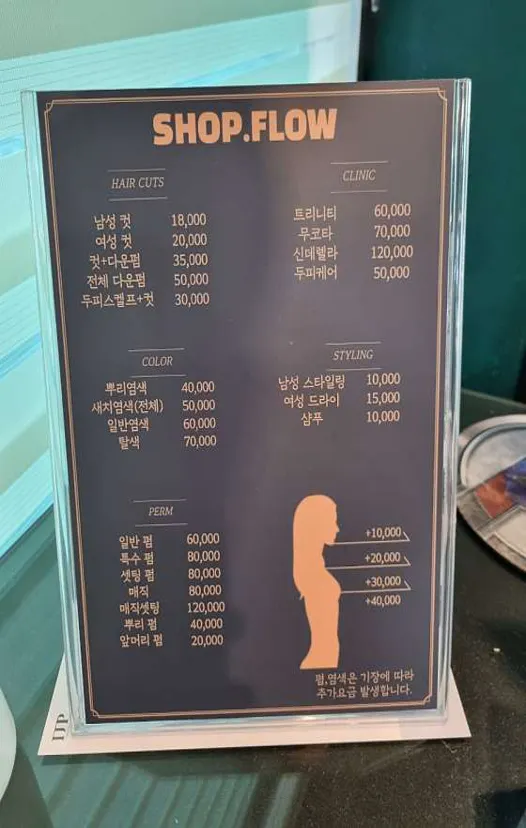 SHOP.FLOW
HAIR CUTS
남성 컷 18,000
여성 컷 20,000
컷+다운펌 35,000
전체 다운펌 50,000
두피스켈프+컷 30,000
CLINIC
트리니티 60,000
무코타 70,000
신데렐라 120,000
두피케어 50,000
COLOR
뿌리염색 40,000
새치염색(전체) 50,000
일반염색 60,000
탈색 70,000
STYLING
남성 스타일링 10,000
여성 드라이 15,000
샴푸 10,000
PERM
일반 펌 60,000
특수 펌 80,000
셋팅 펌 80,000
매직 80,000
매직셋팅 120,000
뿌리 펌 40,000
앞머리 펌 20,000
+10,000
+20,000
+30,000
+40,000
펌,염색은 기장에 따라
추가요금 발생합니다.